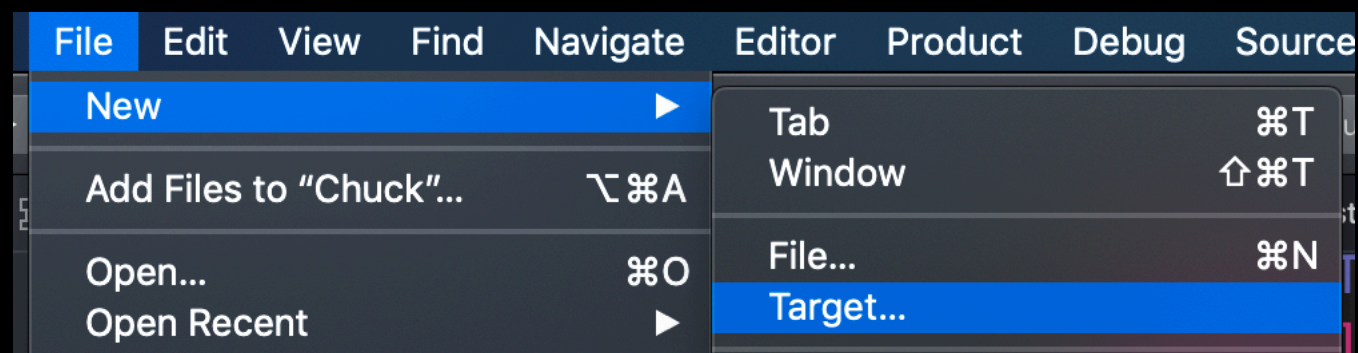 File Edit View Find Navigate Editor Product Debug Source
New ▶
Add Files to “Chuck”... ⌥⌘A
Open... ⌘O
Open Recent ▶
Tab ⌘T
Window ⇧⌘T
File... ⌘N
Target...